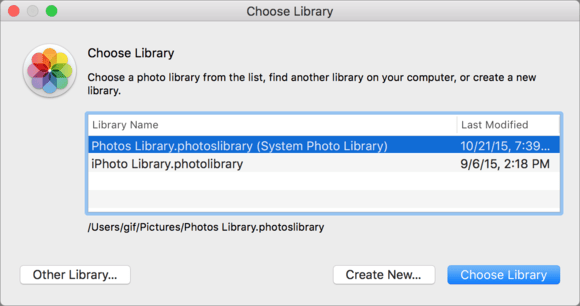 Choose Library
Choose Library
Choose a photo library from the list, find another library on your computer, or create a new
library.
Library Name Last Modified
Photos Library.photoslibrary (System Photo Library) 10/21/15, 7:39...
iPhoto Library.photolibrary 9/6/15, 2:18 PM
/Users/gif/Pictures/Photos Library.photoslibrary
Other Library... Create New... Choose Library